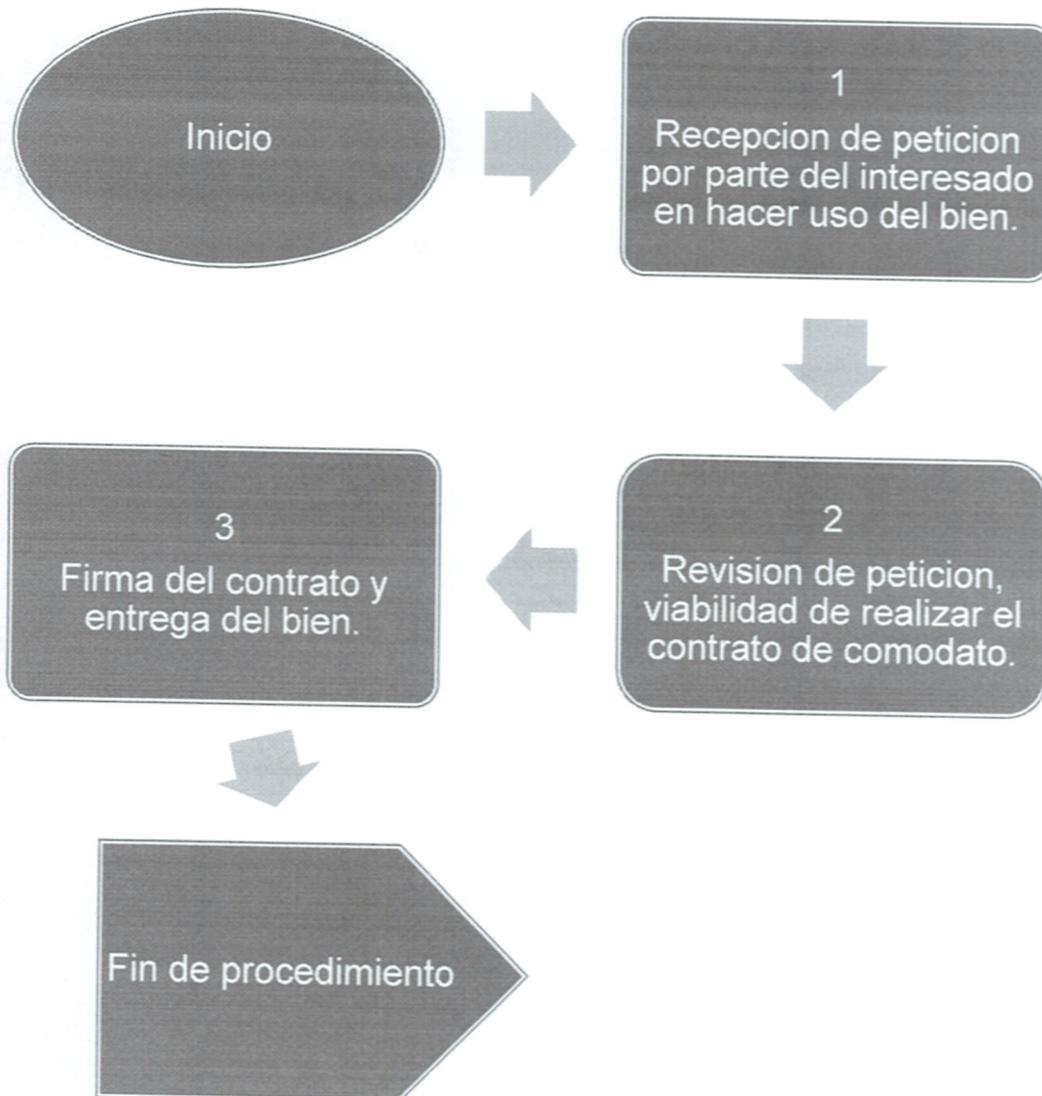 Inicio
1
Recepcion de peticion
por parte del interesado
en hacer uso del bien.
2
Revision de peticion,
viabilidad de realizar el
contrato de comodato.
3
Firma del contrato y
entrega del bien.
Fin de procedimiento